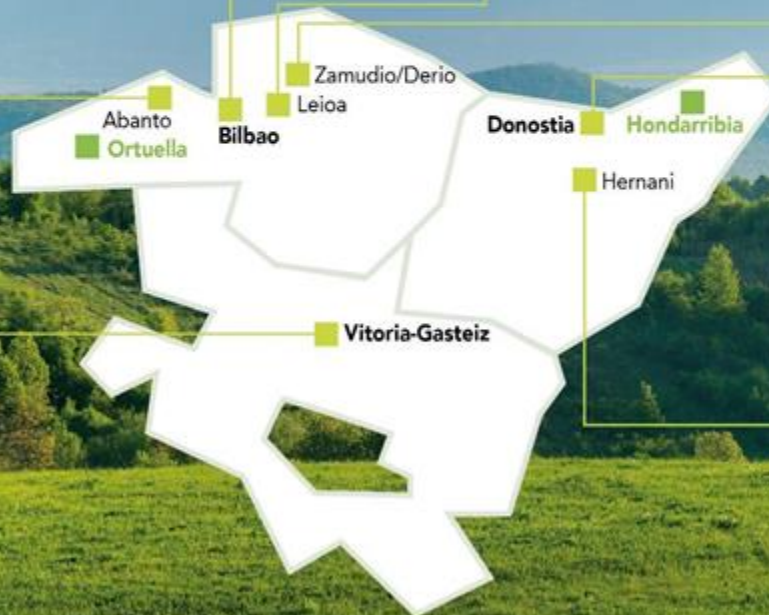 Zamudio/Derio
Leioa
Abanto
Bilbao
Ortuella
Donostia
Hondarribia
Hernani
Vitoria-Gasteiz